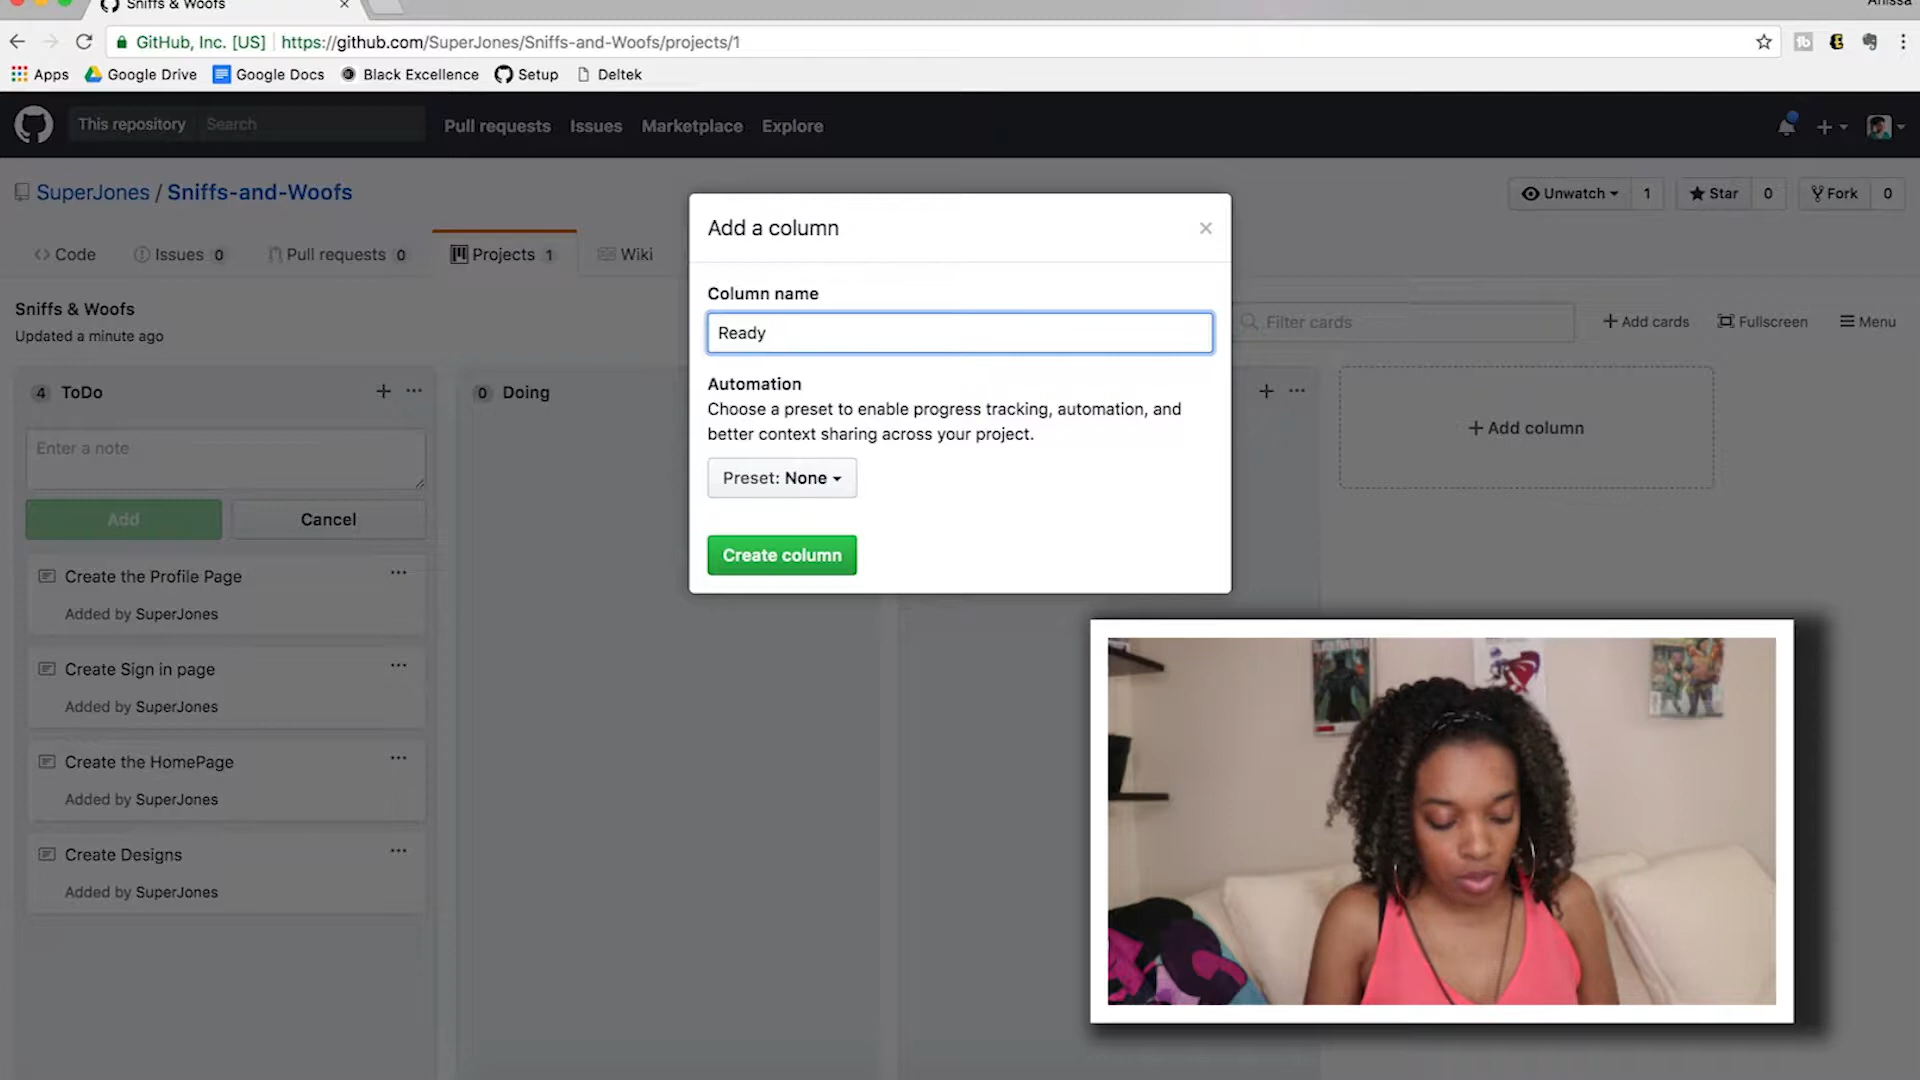 Sniffs & Woofs
Anissa
GitHub, Inc. [US] https://github.com/SuperJones/Sniffs-and-Woofs/projects/1
Apps Google Drive Google Docs Black Excellence Setup Deltek
This repository Search Pull requests Issues Marketplace Explore
SuperJones / Sniffs-and-Woofs
Unwatch 1 Star 0 Fork 0
Code Issues 0 Pull requests 0 Projects 1 Wiki
Sniffs & Woofs
Updated a minute ago
Filter cards Add cards Fullscreen Menu
4 ToDo
Enter a note
Add Cancel
Create the Profile Page
Added by SuperJones
Create Sign in page
Added by SuperJones
Create the HomePage
Added by SuperJones
Create Designs
Added by SuperJones
0 Doing
+ Add column
Add a column
Column name
Ready
Automation
Choose a preset to enable progress tracking, automation, and
better context sharing across your project.
Preset: None
Create column